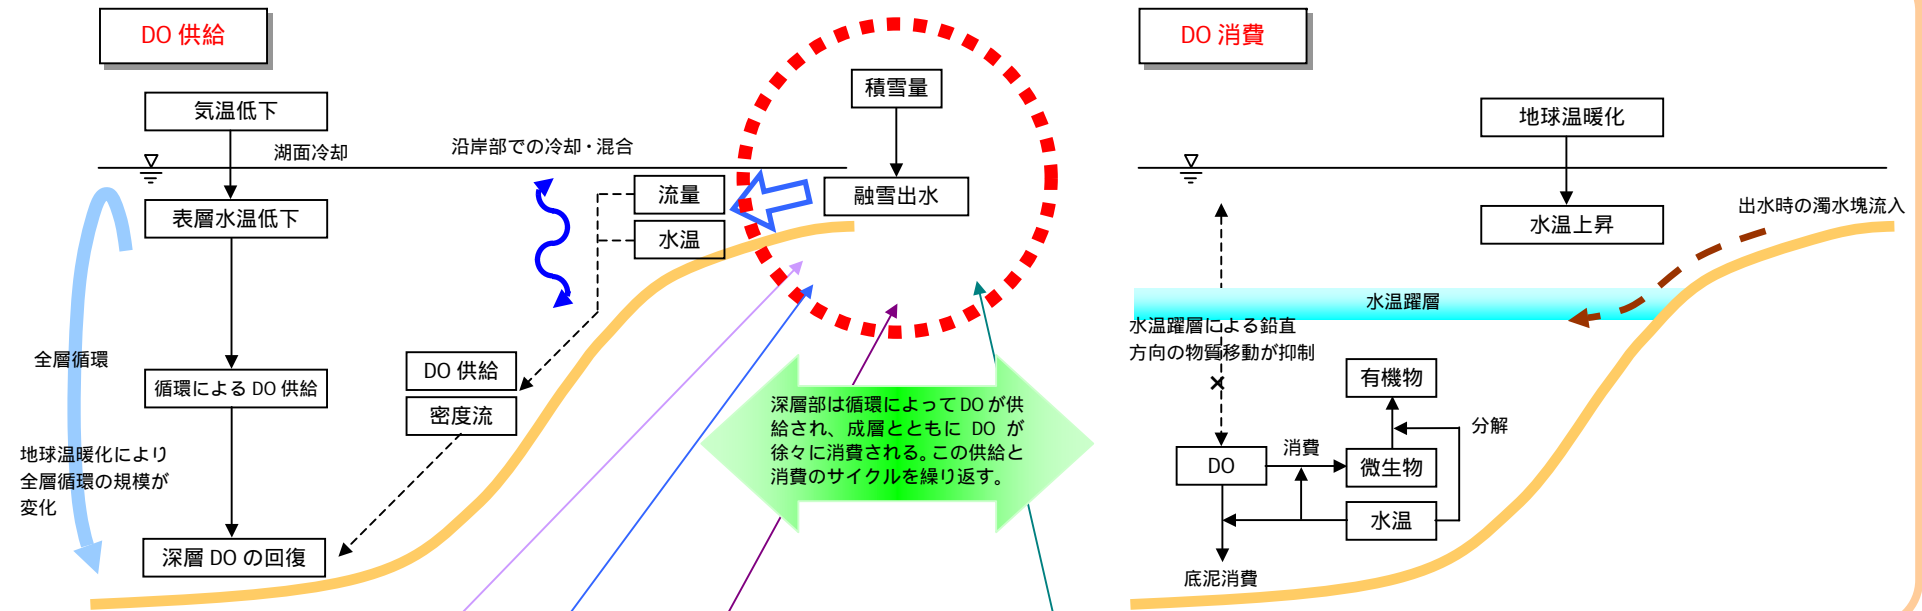 DO 供給
気温低下
湖面冷却
沿岸部での冷却・混合
積雪量
融雪出水
流量
水温
表層水温低下
全層循環
循環による DO 供給
DO 供給
密度流
地球温暖化により
全層循環の規模が
変化
深層 DO の回復
深層部は循環によって DO が供
給され、成層とともに DO が
徐々に消費される。この供給と
消費のサイクルを繰り返す。
DO 消費
地球温暖化
水温上昇
出水時の濁水塊流入
水温躍層
水温躍層による鉛直
方向の物質移動が抑制
有機物
分解
消費
DO
微生物
水温
底泥消費